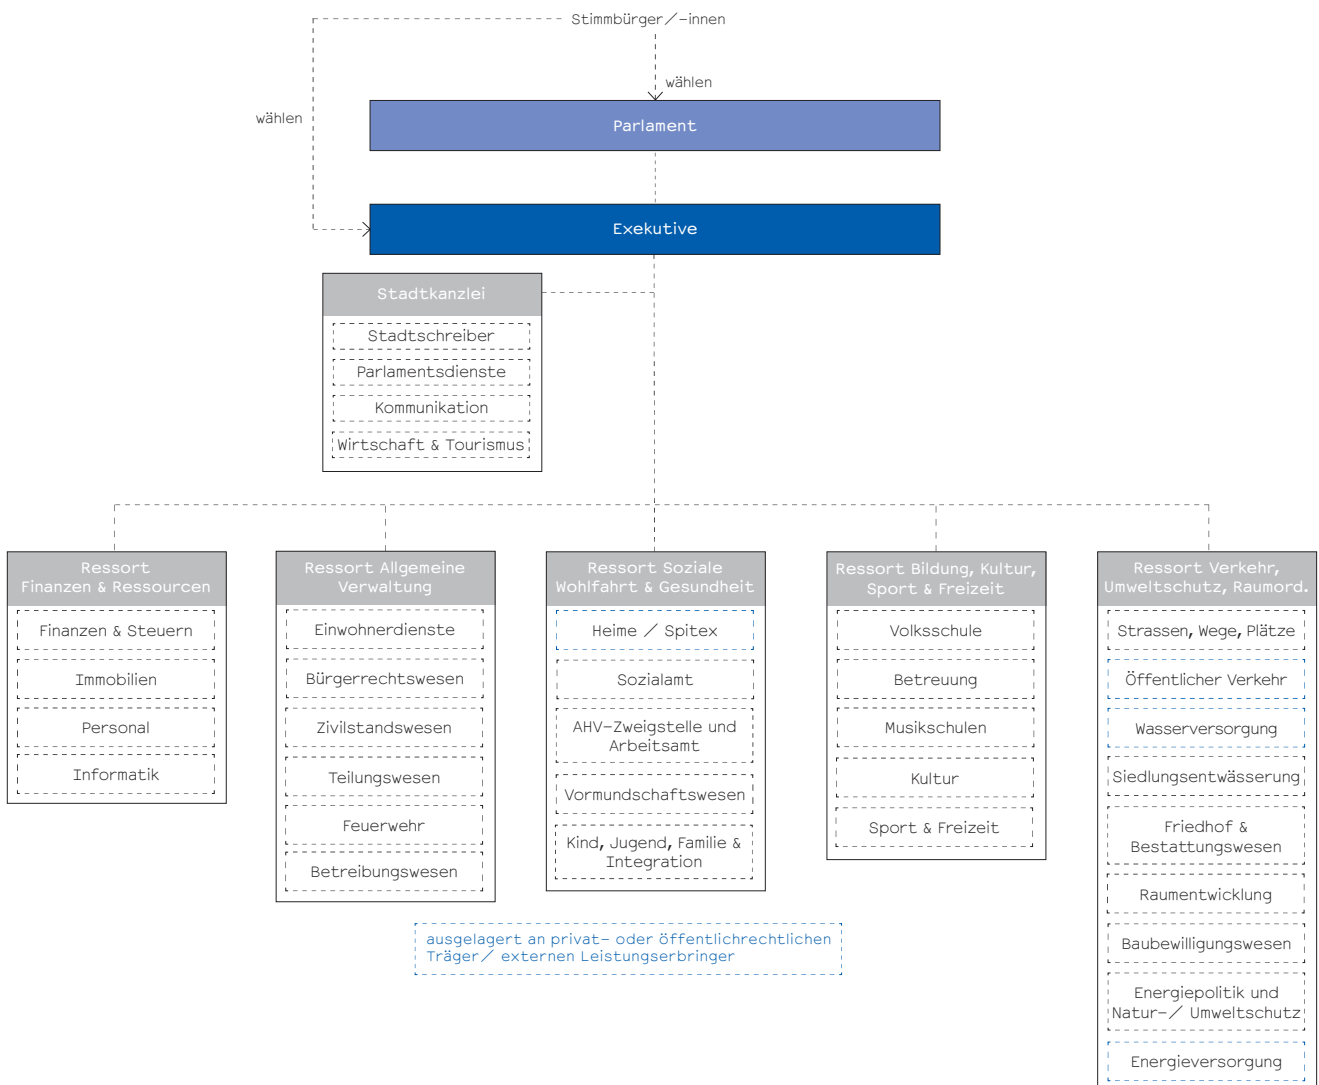 Stimmbürger／-innen
wählen
wählen
Parlament
Exekutive
Stadtkanzlei
Stadtschreiber
Parlamentsdienste
Kommunikation
Wirtschaft & Tourismus
Ressort
Finanzen & Ressourcen
Finanzen & Steuern
Immobilien
Personal
Informatik
Ressort Allgemeine
Verwaltung
Einwohnerdienste
Bürgerrechtswesen
Zivilstandswesen
Teilungswesen
Feuerwehr
Betreibungswesen
Ressort Soziale
Wohlfahrt & Gesundheit
Heime ／ Spitex
Sozialamt
AHV-Zweigstelle und
Arbeitsamt
Vormundschaftswesen
Kind, Jugend, Familie &
Integration
Ressort Bildung, Kultur,
Sport & Freizeit
Volksschule
Betreuung
Musikschulen
Kultur
Sport & Freizeit
Ressort Verkehr,
Umweltschutz, Raumord.
Strassen, Wege, Plätze
Öffentlicher Verkehr
Wasserversorgung
Siedlungsentwässerung
Friedhof &
Bestattungswesen
Raumentwicklung
Baubewilligungswesen
Energiepolitik und
Natur-／ Umweltschutz
Energieversorgung
ausgelagert an privat- oder öffentlichrechtlichen
Träger／ externen Leistungserbringer